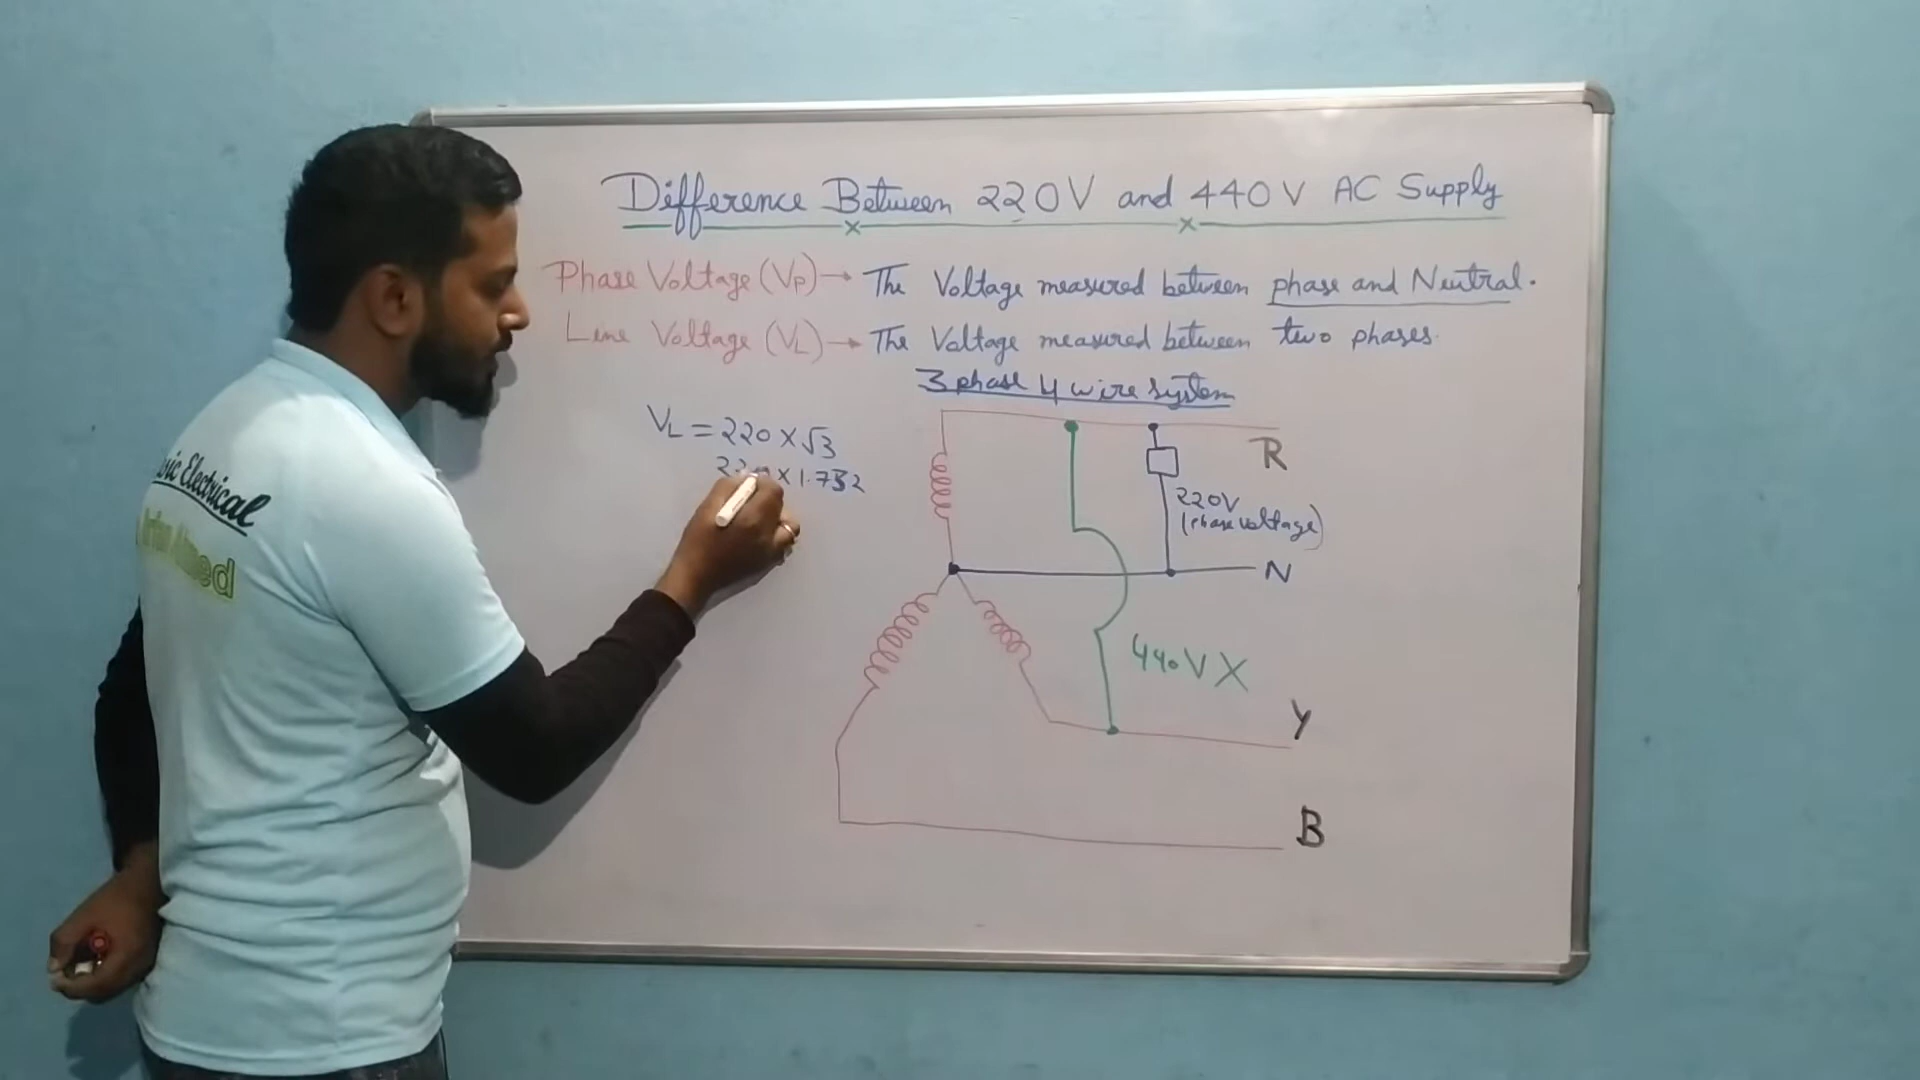 Difference Between 220V and 440V AC Supply
Phase Voltage (VP) → The Voltage measured between phase and Neutral.
Line Voltage (VL) → The Voltage measured between two phases.
3 phase 4 wire system
VL = 220 × √3
220 × 1.732
R
220V
(phase voltage)
N
440V X
Y
B
Electrical